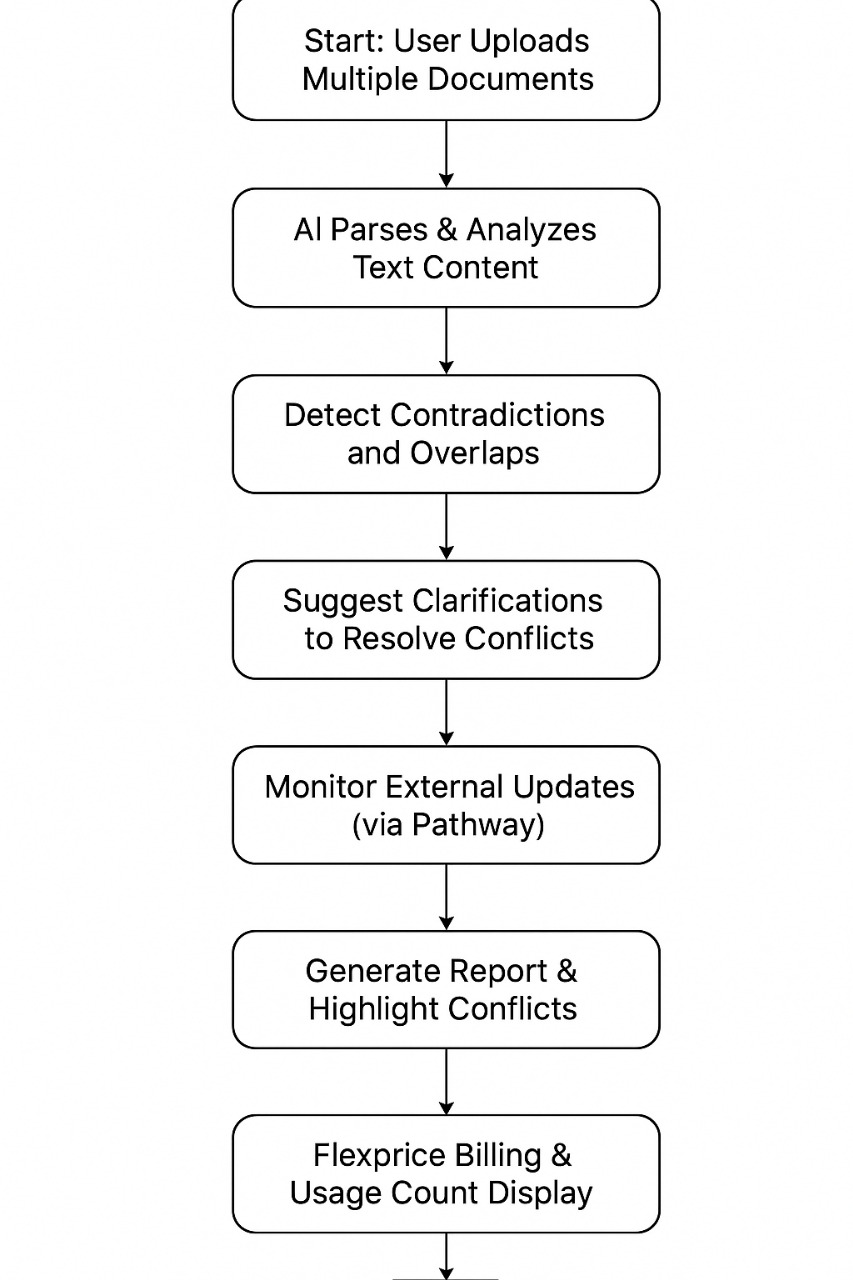 Start: User Uploads
Multiple Documents
AI Parses & Analyzes
Text Content
Detect Contradictions
and Overlaps
Suggest Clarifications
to Resolve Conflicts
Monitor External Updates
(via Pathway)
Generate Report &
Highlight Conflicts
Flexprice Billing &
Usage Count Display